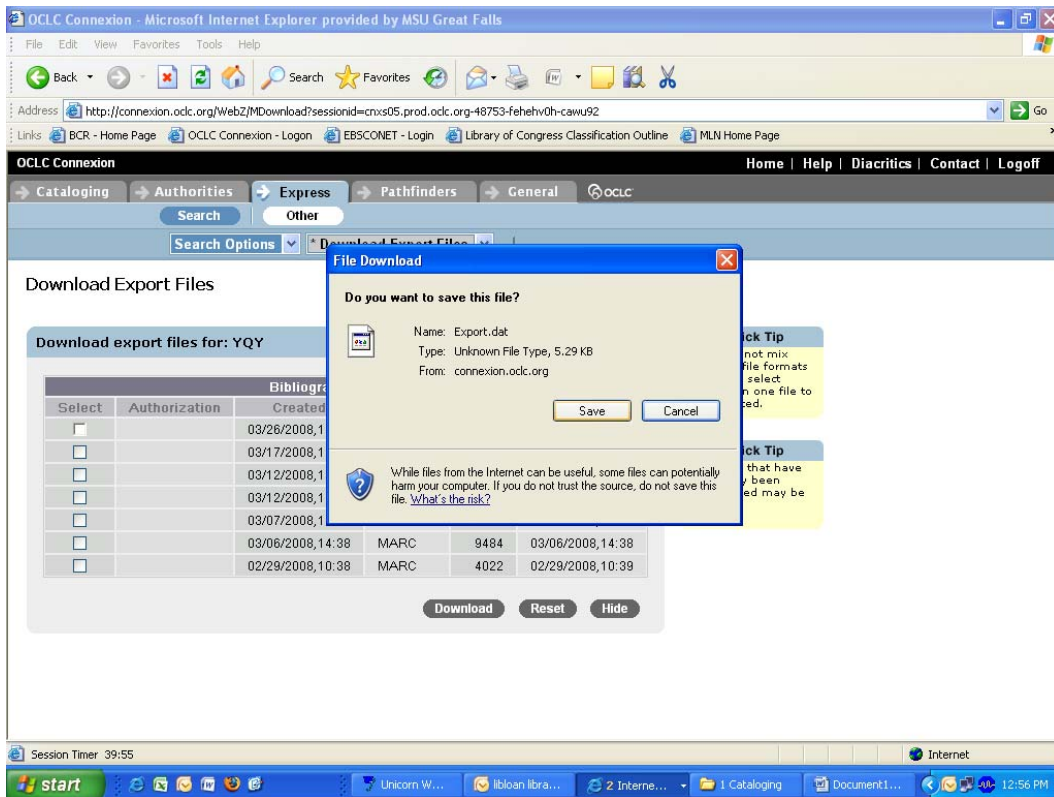 OCLC Connexion - Microsoft Internet Explorer provided by MSU Great Falls
File Edit View Favorites Tools Help
Back Search Favorites
Address http://connexion.oclc.org/WebZ/MDownload?sessionid=cnxs05.prod.oclc.org-48753-fehehv0h-cawu92 Go
Links BCR - Home Page OCLC Connexion - Logon EBSCONET - Login Library of Congress Classification Outline MLN Home Page
OCLC Connexion Home | Help | Diacritics | Contact | Logoff
Cataloging Authorities Express Pathfinders General OCLC
Search Other
Search Options * Download Export Files
Download Export Files
File Download
Do you want to save this file?
Name: Export.dat
Type: Unknown File Type, 5.29 KB
From: connexion.oclc.org
Save Cancel
While files from the Internet can be useful, some files can potentially
harm your computer. If you do not trust the source, do not save this
file. What's the risk?
Download export files for: YQY
Bibliogra
Select Authorization Created
03/26/2008,1
03/17/2008,1
03/12/2008,1
03/12/2008,1
03/07/2008,1
03/06/2008,14:38 MARC 9484 03/06/2008,14:38
02/29/2008,10:38 MARC 4022 02/29/2008,10:39
Download Reset Hide
ick Tip
not mix
file formats
select
n one file to
ted.
ick Tip
that have
y been
ed may be
Session Timer 39:55 Internet
start Unicorn W... libloan libra... 2 Interne... 1 Cataloging Document1... 12:56 PM